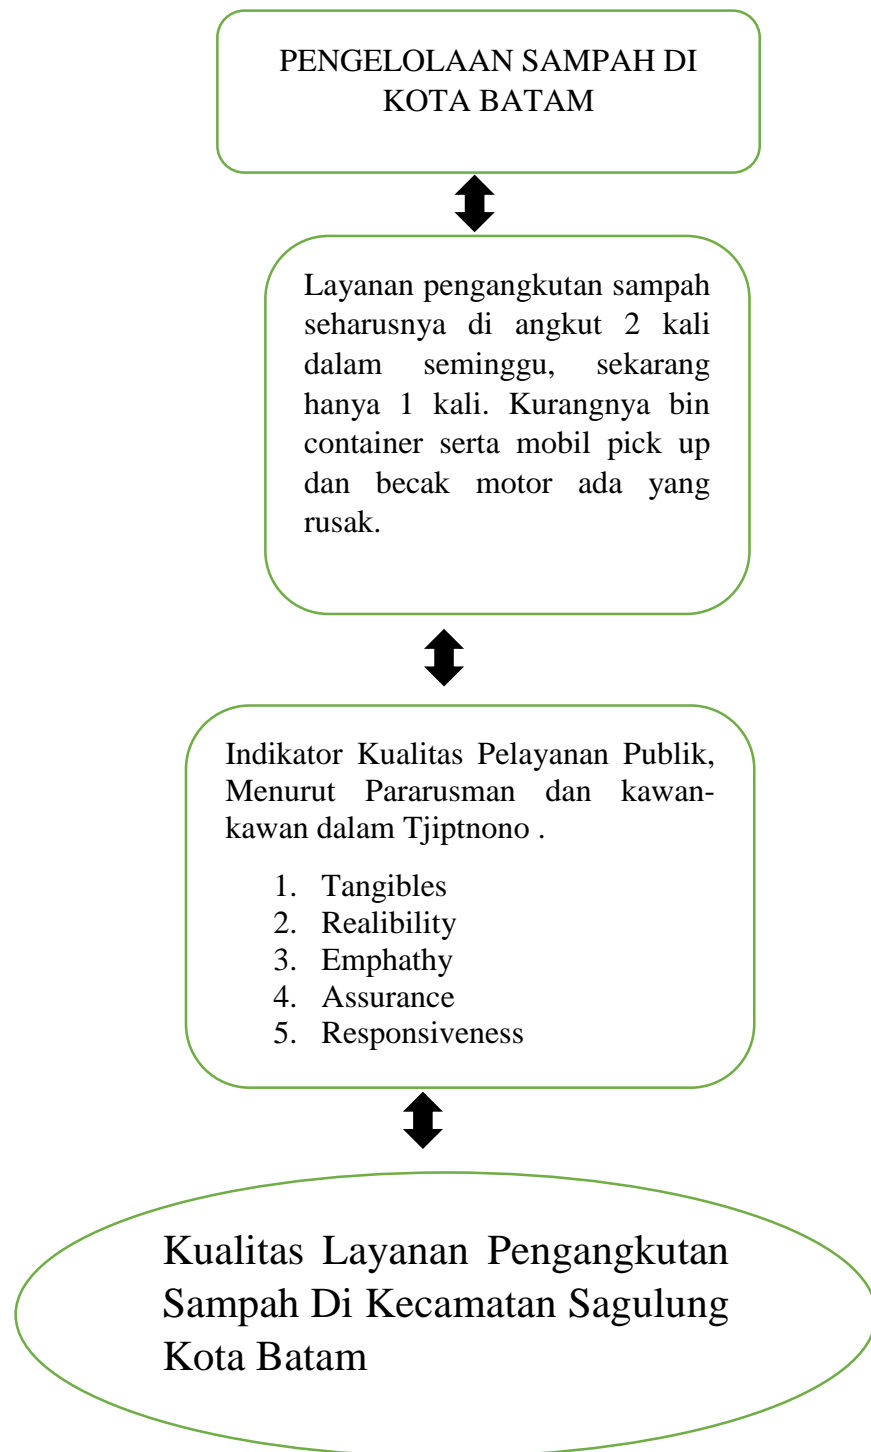 PENGELOLAAN SAMPAH DI
KOTA BATAM
Layanan pengangkutan sampah
seharusnya di angkut 2 kali
dalam seminggu, sekarang
hanya 1 kali. Kurangnya bin
container serta mobil pick up
dan becak motor ada yang
rusak.
Indikator Kualitas Pelayanan Publik,
Menurut Pararusman dan kawan-
kawan dalam Tjiptnono .
1. Tangibles
2. Realibility
3. Emphathy
4. Assurance
5. Responsiveness
Kualitas Layanan Pengangkutan
Sampah Di Kecamatan Sagulung
Kota Batam